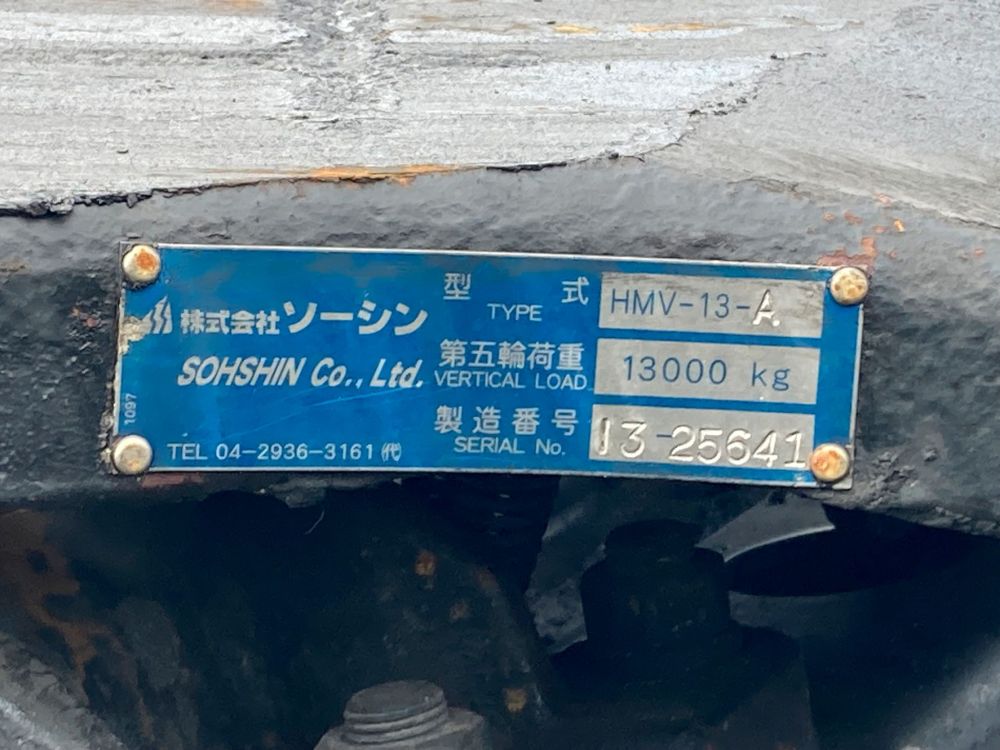 株式会社ソーシン
SOHSHIN Co., Ltd.
1097
TEL 04-2936-3161 ㈹
型 式
TYPE
HMV-13-A
第五輪荷重
VERTICAL LOAD
13000 kg
製造番号
SERIAL No.
13-25641